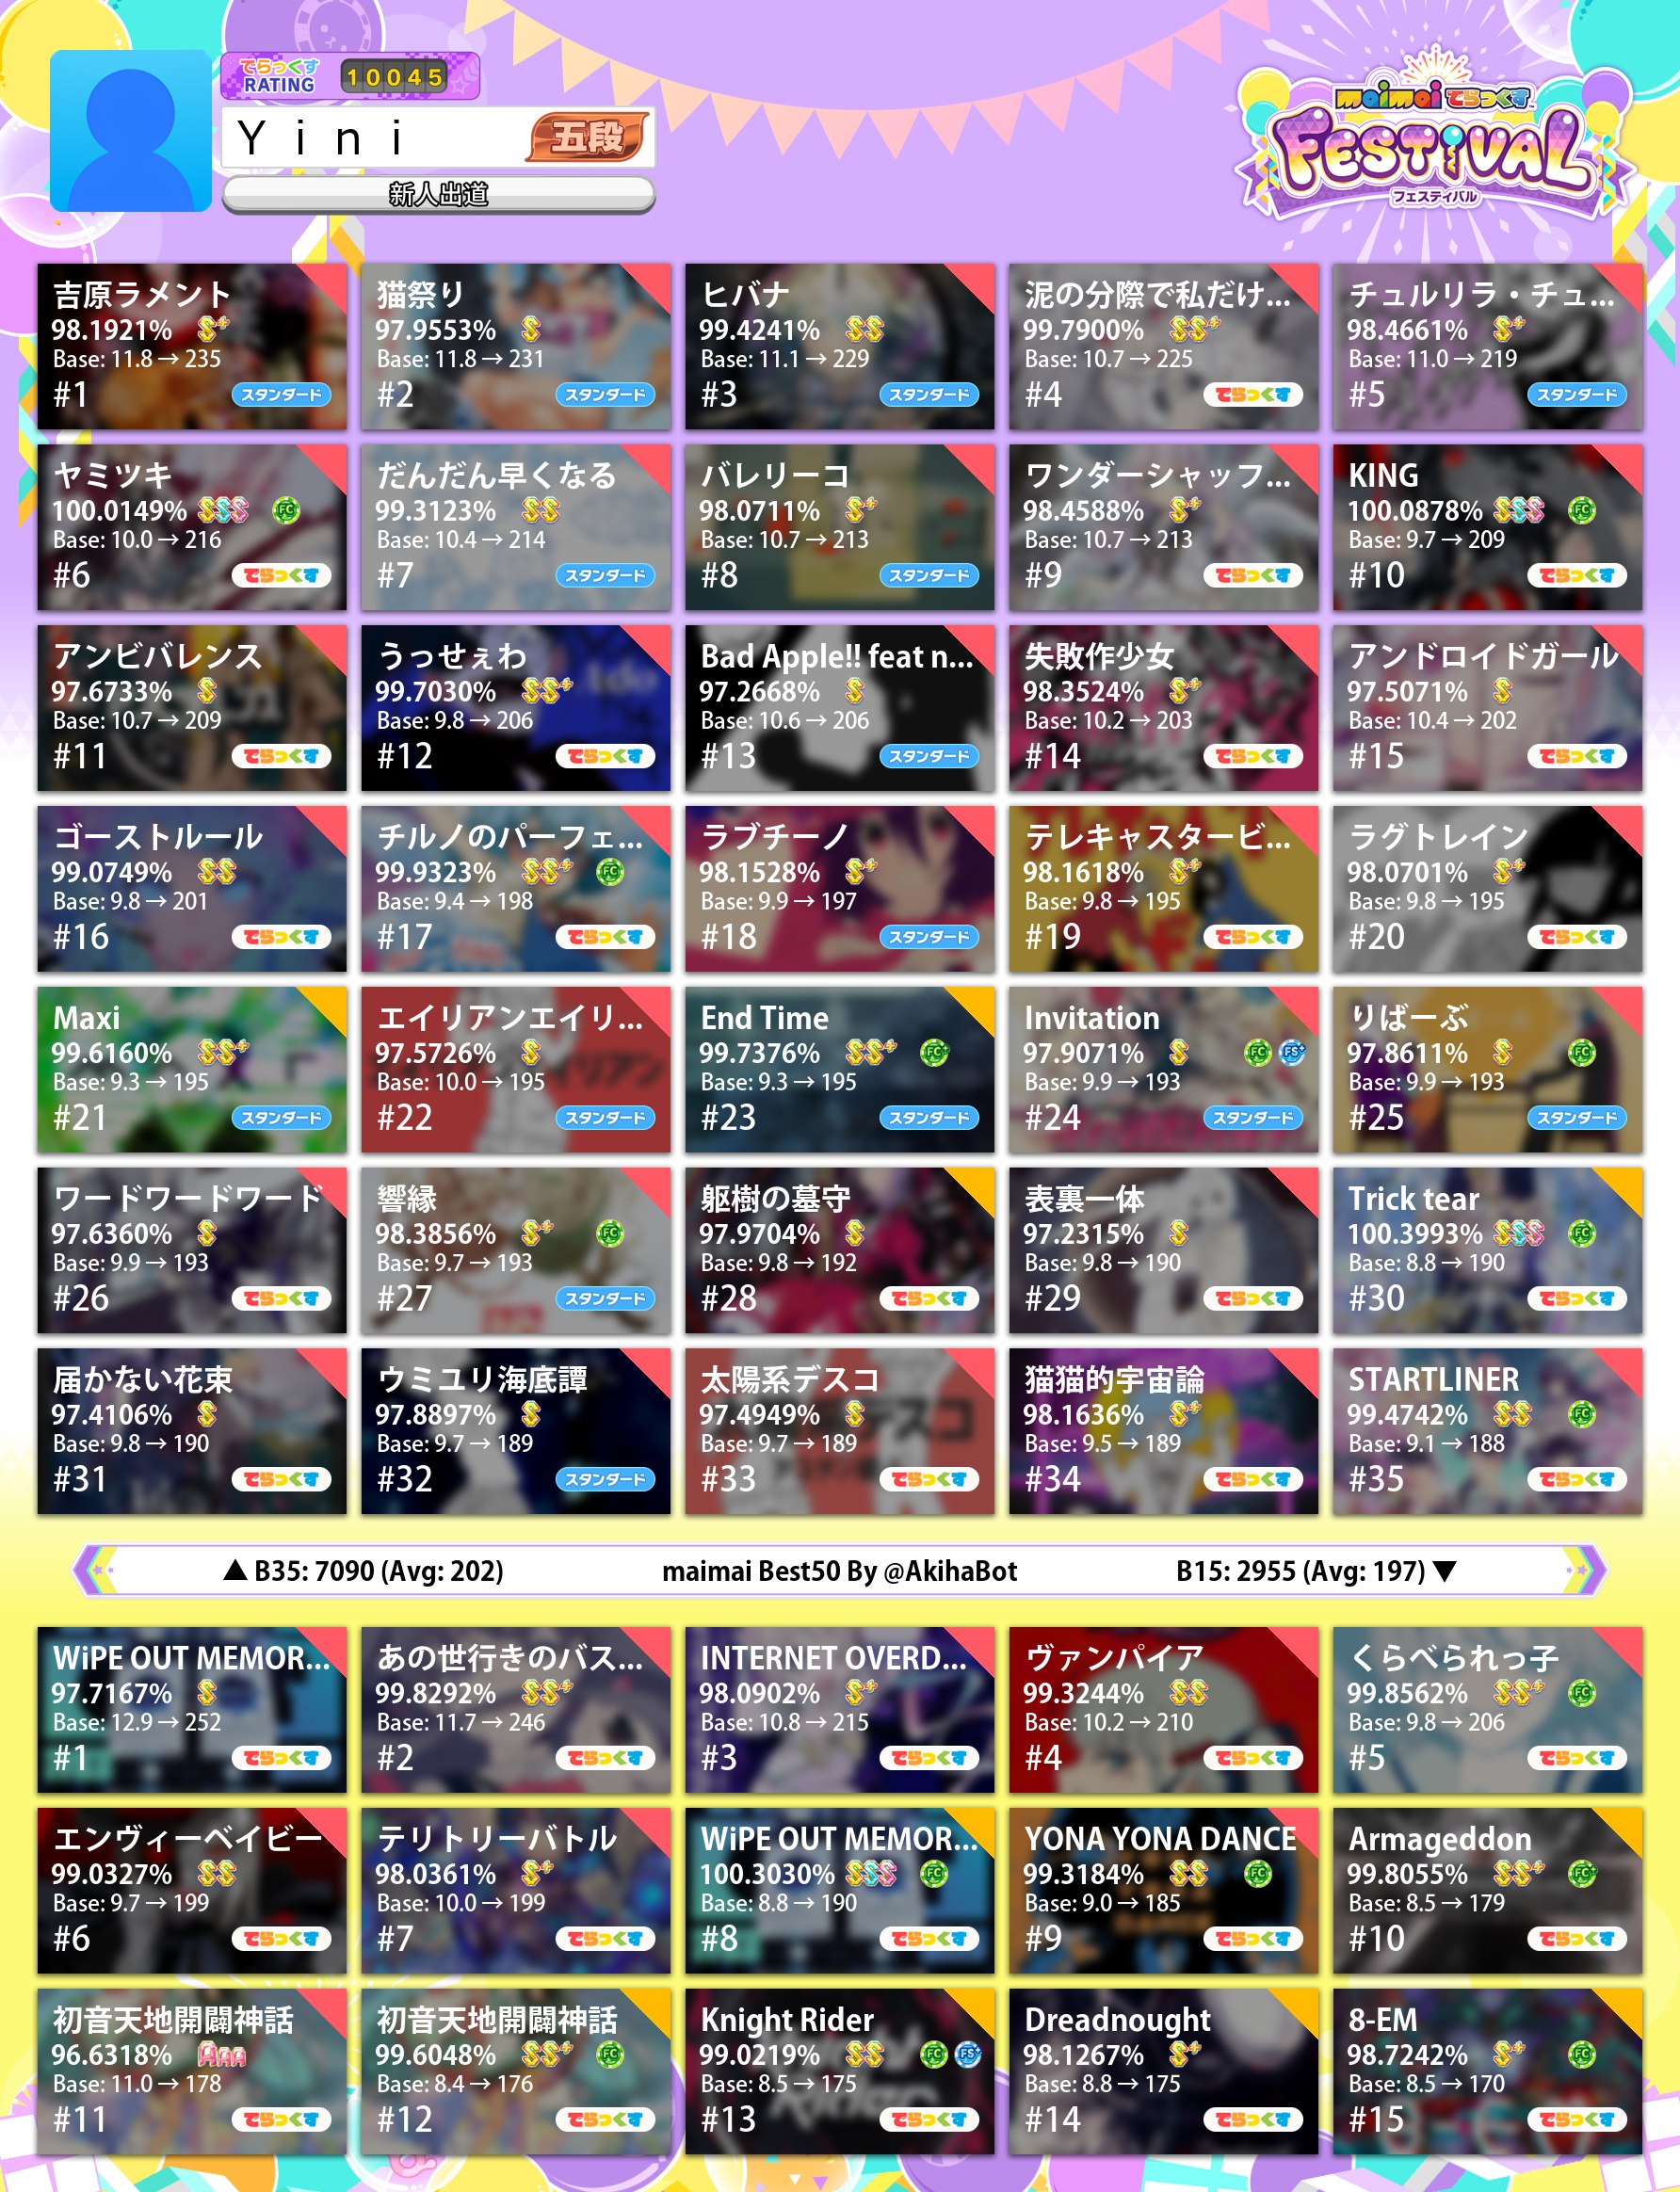 でらっくす
RATING
10045
Yini
五段
新人出道
maimai でらっくす
FESTiVAL
フェスティバル
吉原ラメント
98.1921% S+
Base: 11.8 → 235
#1 スタンダード
猫祭り
97.9553% S
Base: 11.8 → 231
#2 スタンダード
ヒバナ
99.4241% SS
Base: 11.1 → 229
#3 スタンダード
泥の分際で私だけ...
99.7900% SS+
Base: 10.7 → 225
#4 でらっくす
チュルリラ・チュ...
98.4661% S+
Base: 11.0 → 219
#5 スタンダード
ヤミツキ
100.0149% SSS FC
Base: 10.0 → 216
#6 でらっくす
だんだん早くなる
99.3123% SS
Base: 10.4 → 214
#7 スタンダード
バレリーコ
98.0711% S+
Base: 10.7 → 213
#8 スタンダード
ワンダーシャッフ...
98.4588% S+
Base: 10.7 → 213
#9 でらっくす
KING
100.0878% SSS FC
Base: 9.7 → 209
#10 でらっくす
アンビバレンス
97.6733% S
Base: 10.7 → 209
#11 でらっくす
うっせぇわ
99.7030% SS+
Base: 9.8 → 206
#12 でらっくす
Bad Apple!! feat n...
97.2668% S
Base: 10.6 → 206
#13 スタンダード
失敗作少女
98.3524% S+
Base: 10.2 → 203
#14 でらっくす
アンドロイドガール
97.5071% S
Base: 10.4 → 202
#15 でらっくす
ゴーストルール
99.0749% SS
Base: 9.8 → 201
#16 でらっくす
チルノのパーフェ...
99.9323% SS+ FC
Base: 9.4 → 198
#17 でらっくす
ラブチーノ
98.1528% S+
Base: 9.9 → 197
#18 スタンダード
テレキャスタービ...
98.1618% S+
Base: 9.8 → 195
#19 でらっくす
ラグトレイン
98.0701% S+
Base: 9.8 → 195
#20 でらっくす
Maxi
99.6160% SS+
Base: 9.3 → 195
#21 スタンダード
エイリアンエイリ...
97.5726% S
Base: 10.0 → 195
#22 スタンダード
End Time
99.7376% SS+ FC+
Base: 9.3 → 195
#23 スタンダード
Invitation
97.9071% S FC FS+
Base: 9.9 → 193
#24 スタンダード
りばーぶ
97.8611% S FC
Base: 9.9 → 193
#25 スタンダード
ワードワードワード
97.6360% S
Base: 9.9 → 193
#26 でらっくす
響縁
98.3856% S+ FC
Base: 9.7 → 193
#27 スタンダード
躯樹の墓守
97.9704% S
Base: 9.8 → 192
#28 でらっくす
表裏一体
97.2315% S
Base: 9.8 → 190
#29 でらっくす
Trick tear
100.3993% SSS FC
Base: 8.8 → 190
#30 でらっくす
届かない花束
97.4106% S
Base: 9.8 → 190
#31 でらっくす
ウミユリ海底譚
97.8897% S
Base: 9.7 → 189
#32 スタンダード
太陽系デスコ
97.4949% S
Base: 9.7 → 189
#33 でらっくす
猫猫的宇宙論
98.1636% S+
Base: 9.5 → 189
#34 でらっくす
STARTLINER
99.4742% SS FC
Base: 9.1 → 188
#35 でらっくす
▲ B35: 7090 (Avg: 202) maimai Best50 By @AkihaBot B15: 2955 (Avg: 197) ▼
WiPE OUT MEMOR...
97.7167% S
Base: 12.9 → 252
#1 でらっくす
あの世行きのバス...
99.8292% SS+
Base: 11.7 → 246
#2 でらっくす
INTERNET OVERD...
98.0902% S+
Base: 10.8 → 215
#3 でらっくす
ヴァンパイア
99.3244% SS
Base: 10.2 → 210
#4 でらっくす
くらべられっ子
99.8562% SS+ FC
Base: 9.8 → 206
#5 でらっくす
エンヴィーベイビー
99.0327% SS
Base: 9.7 → 199
#6 でらっくす
テリトリーバトル
98.0361% S+
Base: 10.0 → 199
#7 でらっくす
WiPE OUT MEMOR...
100.3030% SSS FC
Base: 8.8 → 190
#8 でらっくす
YONA YONA DANCE
99.3184% SS FC
Base: 9.0 → 185
#9 でらっくす
Armageddon
99.8055% SS+ FC+
Base: 8.5 → 179
#10 でらっくす
初音天地開闢神話
96.6318% AAA
Base: 11.0 → 178
#11 でらっくす
初音天地開闢神話
99.6048% SS+ FC
Base: 8.4 → 176
#12 でらっくす
Knight Rider
99.0219% SS FC FS+
Base: 8.5 → 175
#13 でらっくす
Dreadnought
98.1267% S+
Base: 8.8 → 175
#14 でらっくす
8-EM
98.7242% S+ FC
Base: 8.5 → 170
#15 でらっくす